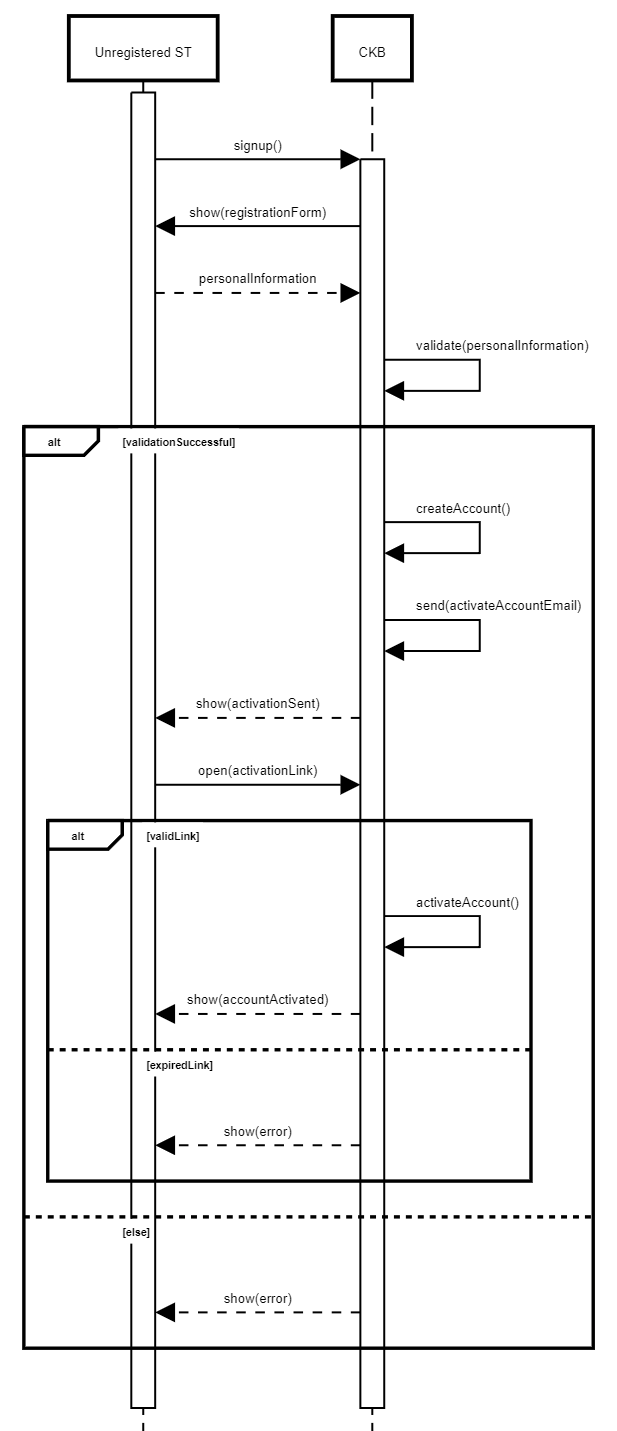 Unregistered ST
CKB
signup()
show(registrationForm)
personalInformation
validate(personalInformation)
alt
[validationSuccessful]
createAccount()
send(activateAccountEmail)
show(activationSent)
open(activationLink)
alt
[validLink]
activateAccount()
show(accountActivated)
[expiredLink]
show(error)
[else]
show(error)